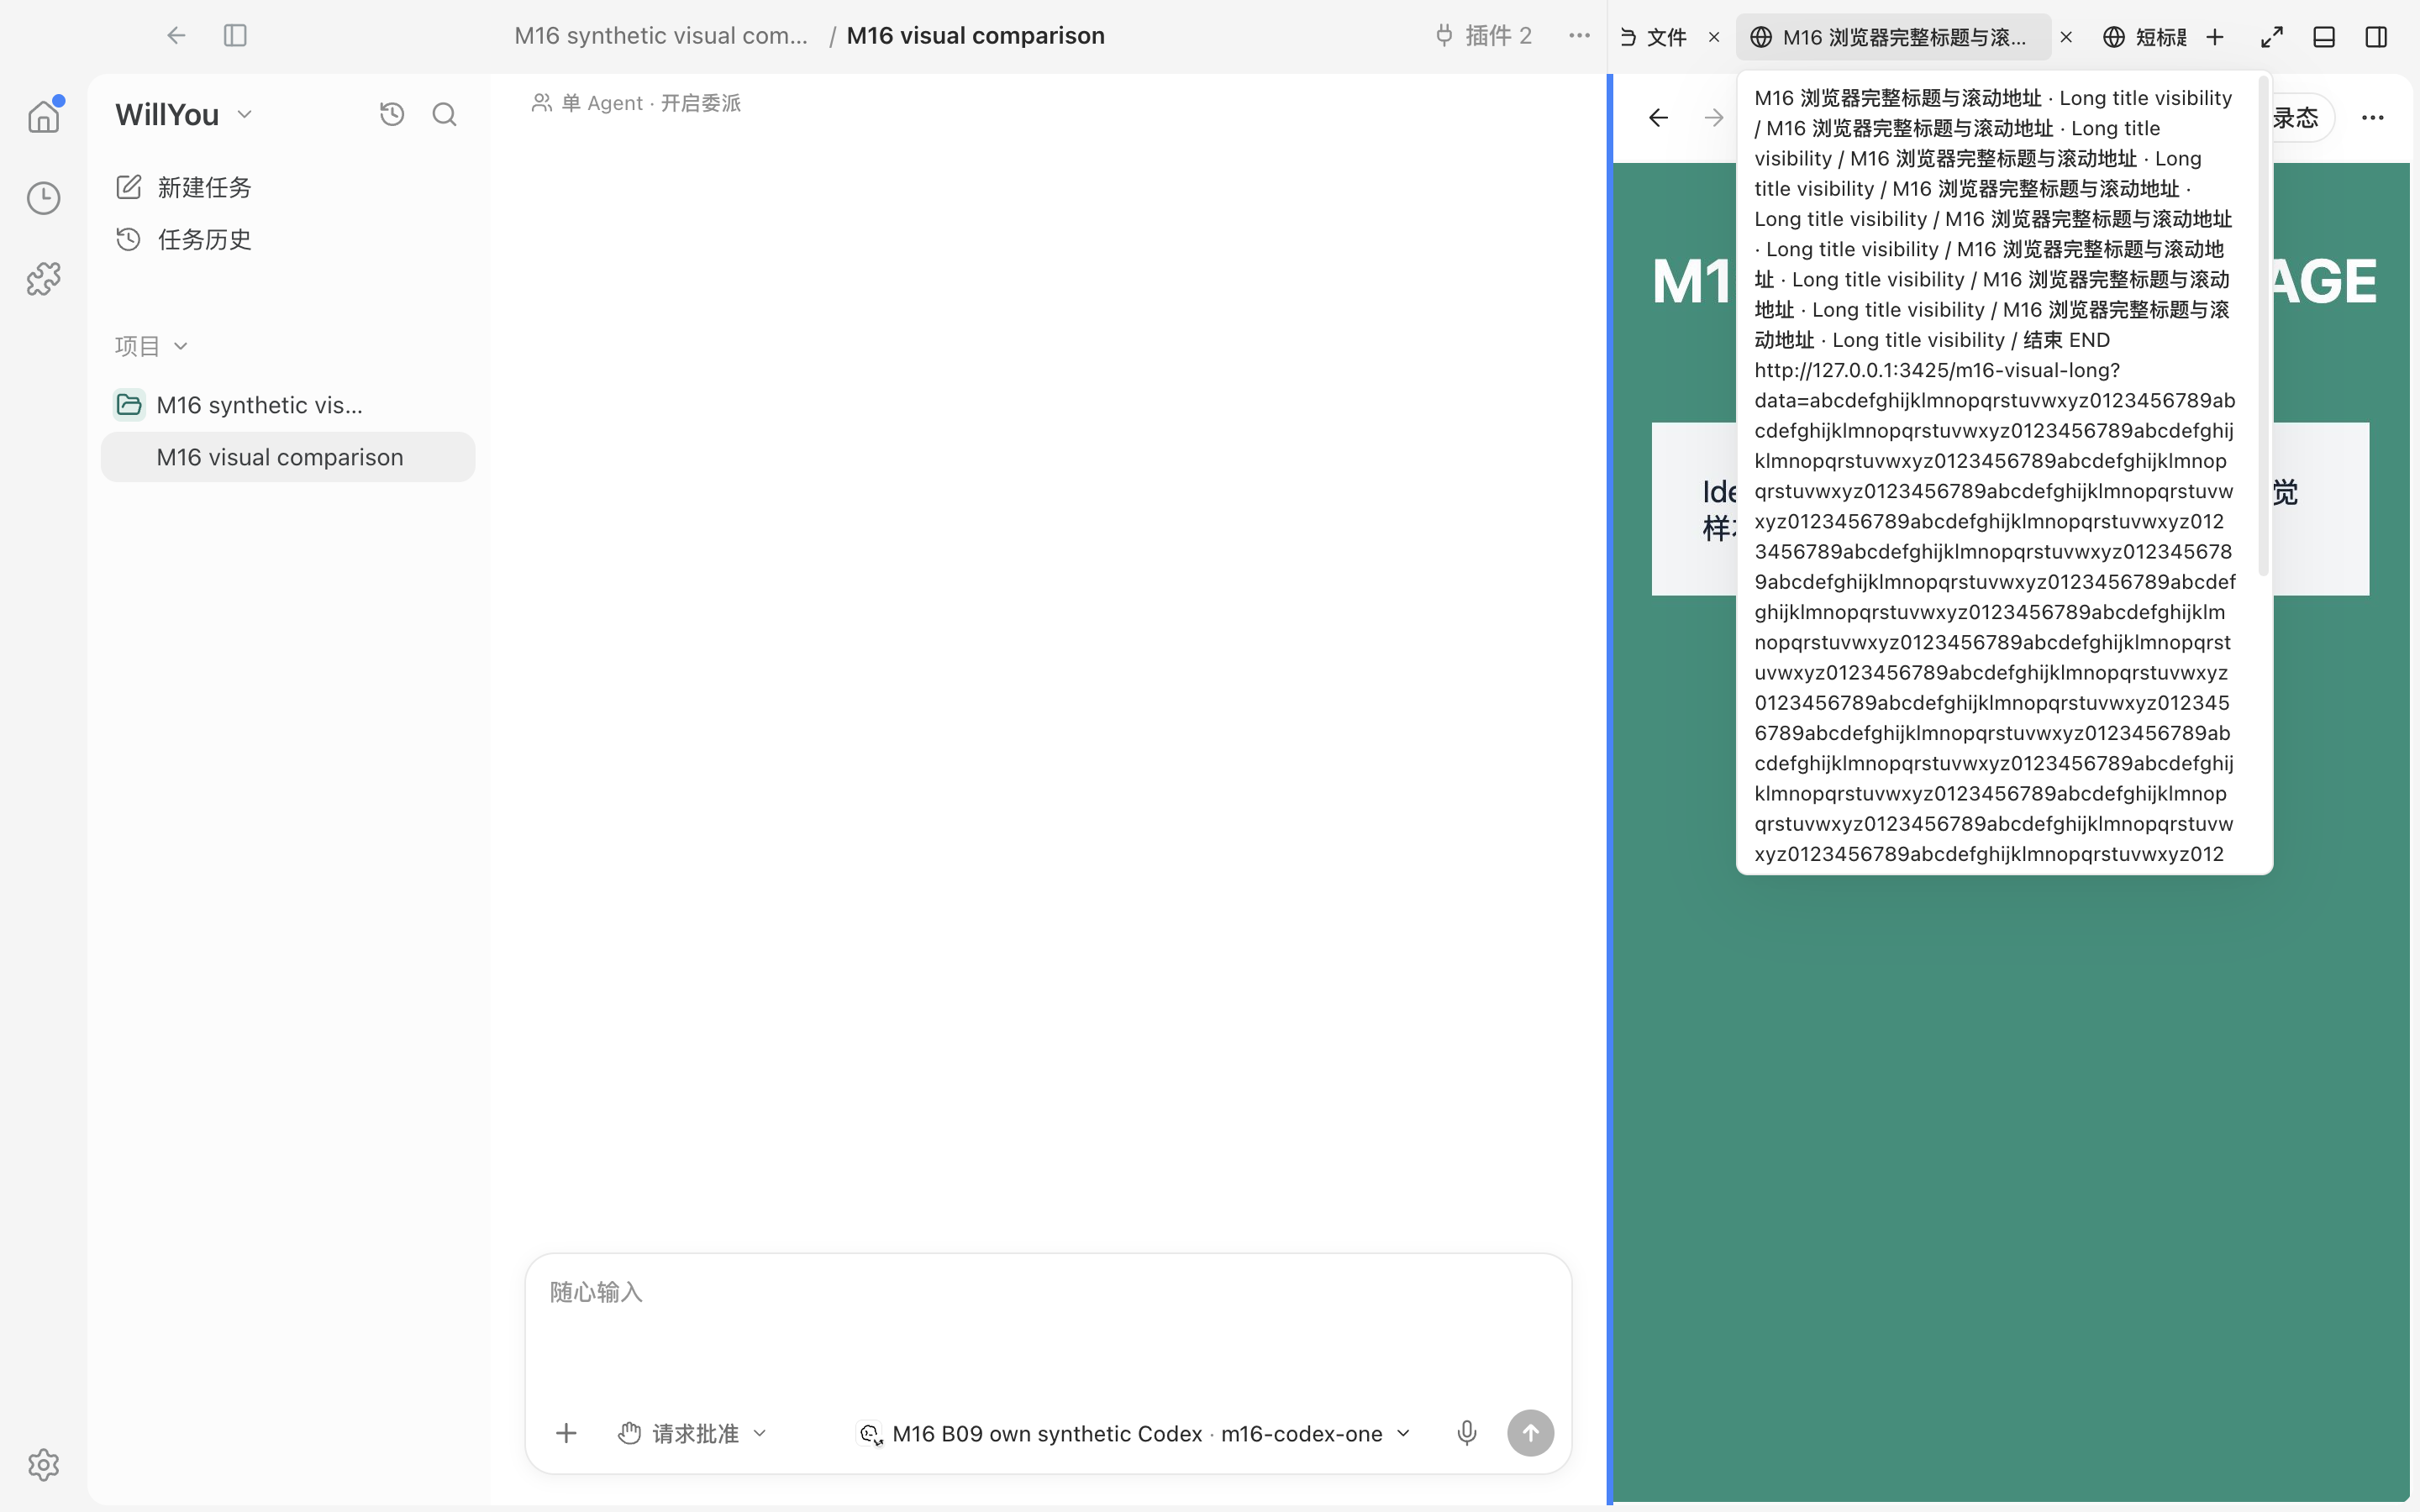 M16 synthetic visual com... / M16 visual comparison
插件 2
文件
M16 浏览器完整标题与滚...
短标题
WillYou
新建任务
任务历史
项目
M16 synthetic vis...
M16 visual comparison
单 Agent · 开启委派
随心输入
请求批准
M16 B09 own synthetic Codex · m16-codex-one
M16 浏览器完整标题与滚动地址 · Long title visibility
/ M16 浏览器完整标题与滚动地址 · Long title
visibility / M16 浏览器完整标题与滚动地址 · Long
title visibility / M16 浏览器完整标题与滚动地址 ·
Long title visibility / M16 浏览器完整标题与滚动地址
· Long title visibility / M16 浏览器完整标题与滚动地
址 · Long title visibility / M16 浏览器完整标题与滚动
地址 · Long title visibility / M16 浏览器完整标题与滚
动地址 · Long title visibility / 结束 END
http://127.0.0.1:3425/m16-visual-long?
data=abcdefghijklmnopqrstuvwxyz0123456789ab
cdefghijklmnopqrstuvwxyz0123456789abcdefghij
klmnopqrstuvwxyz0123456789abcdefghijklmnop
qrstuvwxyz0123456789abcdefghijklmnopqrstuvw
xyz0123456789abcdefghijklmnopqrstuvwxyz012
3456789abcdefghijklmnopqrstuvwxyz012345678
9abcdefghijklmnopqrstuvwxyz0123456789abcdef
ghijklmnopqrstuvwxyz0123456789abcdefghijklm
nopqrstuvwxyz0123456789abcdefghijklmnopqrst
uvwxyz0123456789abcdefghijklmnopqrstuvwxyz
0123456789abcdefghijklmnopqrstuvwxyz012345
6789abcdefghijklmnopqrstuvwxyz0123456789ab
cdefghijklmnopqrstuvwxyz0123456789abcdefghij
klmnopqrstuvwxyz0123456789abcdefghijklmnop
qrstuvwxyz0123456789abcdefghijklmnopqrstuvw
xyz0123456789abcdefghijklmnopqrstuvwxyz012
录态
M1
AGE
Ide
觉
样